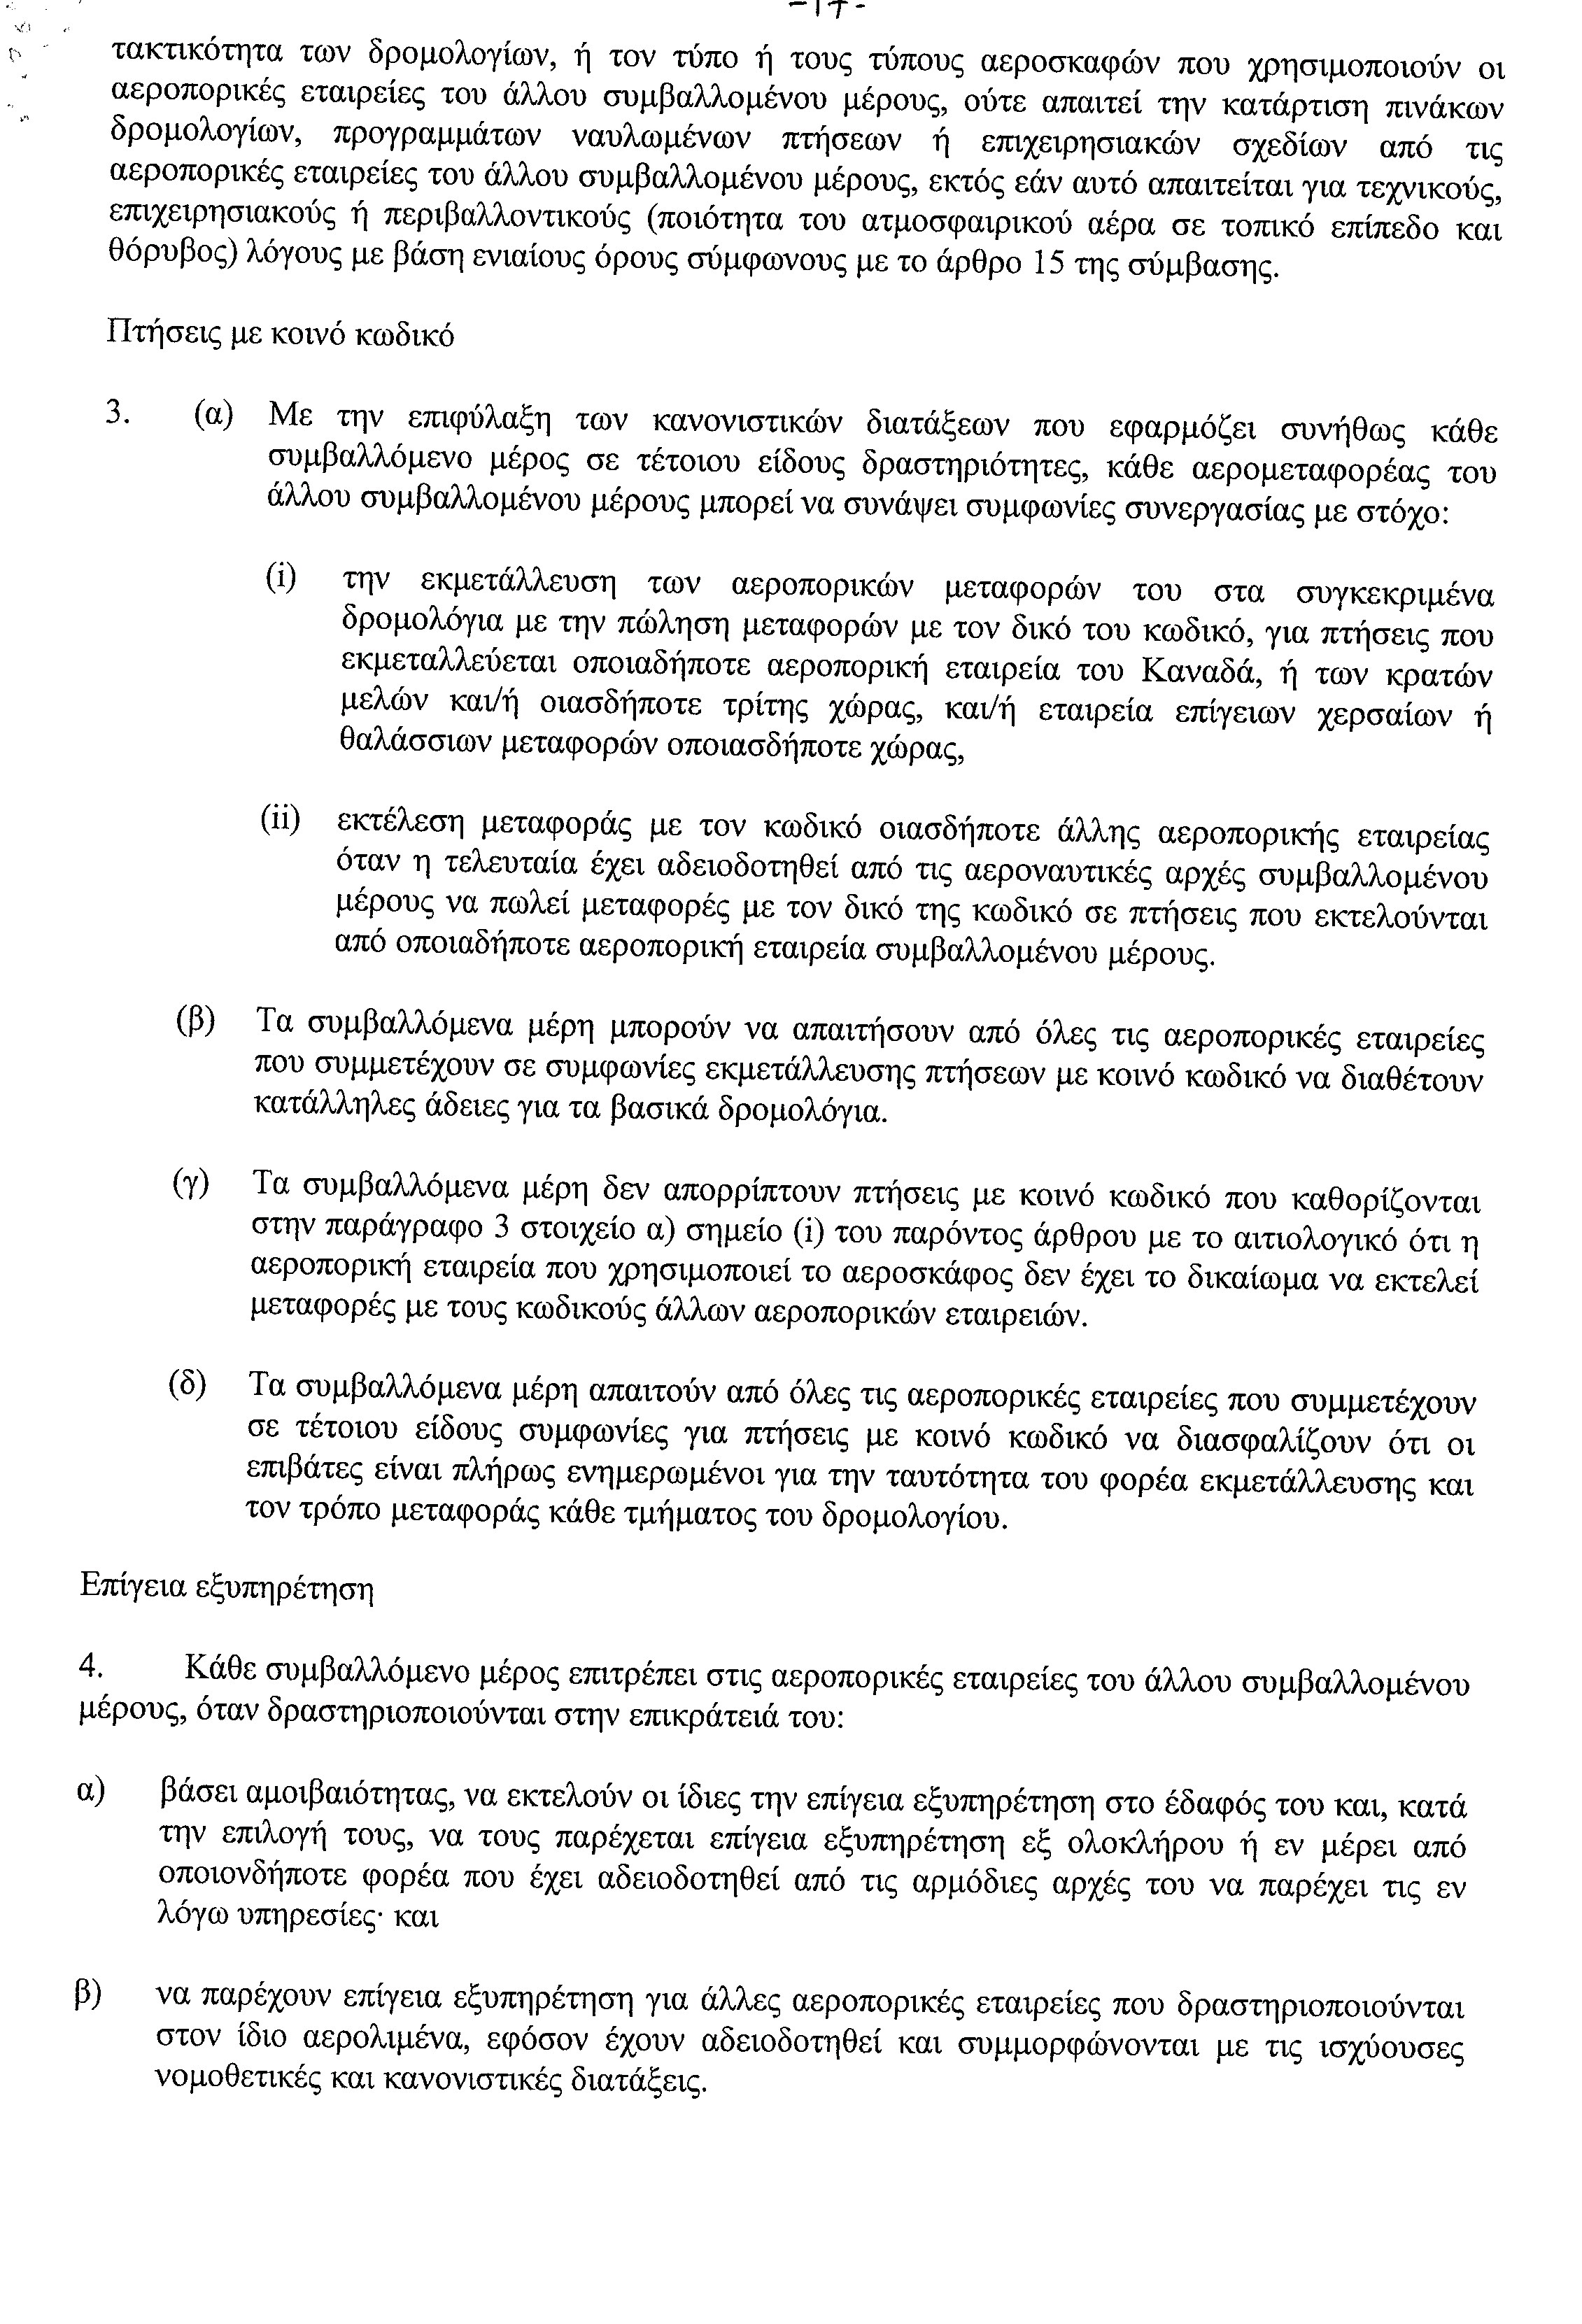 -17-
τακτικότητα των δρομολογίων, ή τον τύπο ή τους τύπους αεροσκαφών που χρησιμοποιούν οι
αεροπορικές εταιρείες του άλλου συμβαλλομένου μέρους, ούτε απαιτεί την κατάρτιση πινάκων
δρομολογίων, προγραμμάτων ναυλωμένων πτήσεων ή επιχειρησιακών σχεδίων από τις
αεροπορικές εταιρείες του άλλου συμβαλλομένου μέρους, εκτός εάν αυτό απαιτείται για τεχνικούς,
επιχειρησιακούς ή περιβαλλοντικούς (ποιότητα του ατμοσφαιρικού αέρα σε τοπικό επίπεδο και
θόρυβος) λόγους με βάση ενιαίους όρους σύμφωνους με το άρθρο 15 της σύμβασης.
Πτήσεις με κοινό κωδικό
3. (α) Με την επιφύλαξη των κανονιστικών διατάξεων που εφαρμόζει συνήθως κάθε
συμβαλλόμενο μέρος σε τέτοιου είδους δραστηριότητες, κάθε αερομεταφορέας του
άλλου συμβαλλομένου μέρους μπορεί να συνάψει συμφωνίες συνεργασίας με στόχο:
(i) την εκμετάλλευση των αεροπορικών μεταφορών του στα συγκεκριμένα
δρομολόγια με την πώληση μεταφορών με τον δικό του κωδικό, για πτήσεις που
εκμεταλλεύεται οποιαδήποτε αεροπορική εταιρεία του Καναδά, ή των κρατών
μελών και/ή οιασδήποτε τρίτης χώρας, και/ή εταιρεία επίγειων χερσαίων ή
θαλάσσιων μεταφορών οποιασδήποτε χώρας,
(ii) εκτέλεση μεταφοράς με τον κωδικό οιασδήποτε άλλης αεροπορικής εταιρείας
όταν η τελευταία έχει αδειοδοτηθεί από τις αεροναυτικές αρχές συμβαλλομένου
μέρους να πωλεί μεταφορές με τον δικό της κωδικό σε πτήσεις που εκτελούνται
από οποιαδήποτε αεροπορική εταιρεία συμβαλλομένου μέρους.
(β) Τα συμβαλλόμενα μέρη μπορούν να απαιτήσουν από όλες τις αεροπορικές εταιρείες
που συμμετέχουν σε συμφωνίες εκμετάλλευσης πτήσεων με κοινό κωδικό να διαθέτουν
κατάλληλες άδειες για τα βασικά δρομολόγια.
(γ) Τα συμβαλλόμενα μέρη δεν απορρίπτουν πτήσεις με κοινό κωδικό που καθορίζονται
στην παράγραφο 3 στοιχείο α) σημείο (i) του παρόντος άρθρου με το αιτιολογικό ότι η
αεροπορική εταιρεία που χρησιμοποιεί το αεροσκάφος δεν έχει το δικαίωμα να εκτελεί
μεταφορές με τους κωδικούς άλλων αεροπορικών εταιρειών.
(δ) Τα συμβαλλόμενα μέρη απαιτούν από όλες τις αεροπορικές εταιρείες που συμμετέχουν
σε τέτοιου είδους συμφωνίες για πτήσεις με κοινό κωδικό να διασφαλίζουν ότι οι
επιβάτες είναι πλήρως ενημερωμένοι για την ταυτότητα του φορέα εκμετάλλευσης και
τον τρόπο μεταφοράς κάθε τμήματος του δρομολογίου.
Επίγεια εξυπηρέτηση
4. Κάθε συμβαλλόμενο μέρος επιτρέπει στις αεροπορικές εταιρείες του άλλου συμβαλλομένου
μέρους, όταν δραστηριοποιούνται στην επικράτειά του:
α) βάσει αμοιβαιότητας, να εκτελούν οι ίδιες την επίγεια εξυπηρέτηση στο έδαφός του και, κατά
την επιλογή τους, να τους παρέχεται επίγεια εξυπηρέτηση εξ ολοκλήρου ή εν μέρει από
οποιονδήποτε φορέα που έχει αδειοδοτηθεί από τις αρμόδιες αρχές του να παρέχει τις εν
λόγω υπηρεσίες· και
β) να παρέχουν επίγεια εξυπηρέτηση για άλλες αεροπορικές εταιρείες που δραστηριοποιούνται
στον ίδιο αερολιμένα, εφόσον έχουν αδειοδοτηθεί και συμμορφώνονται με τις ισχύουσες
νομοθετικές και κανονιστικές διατάξεις.